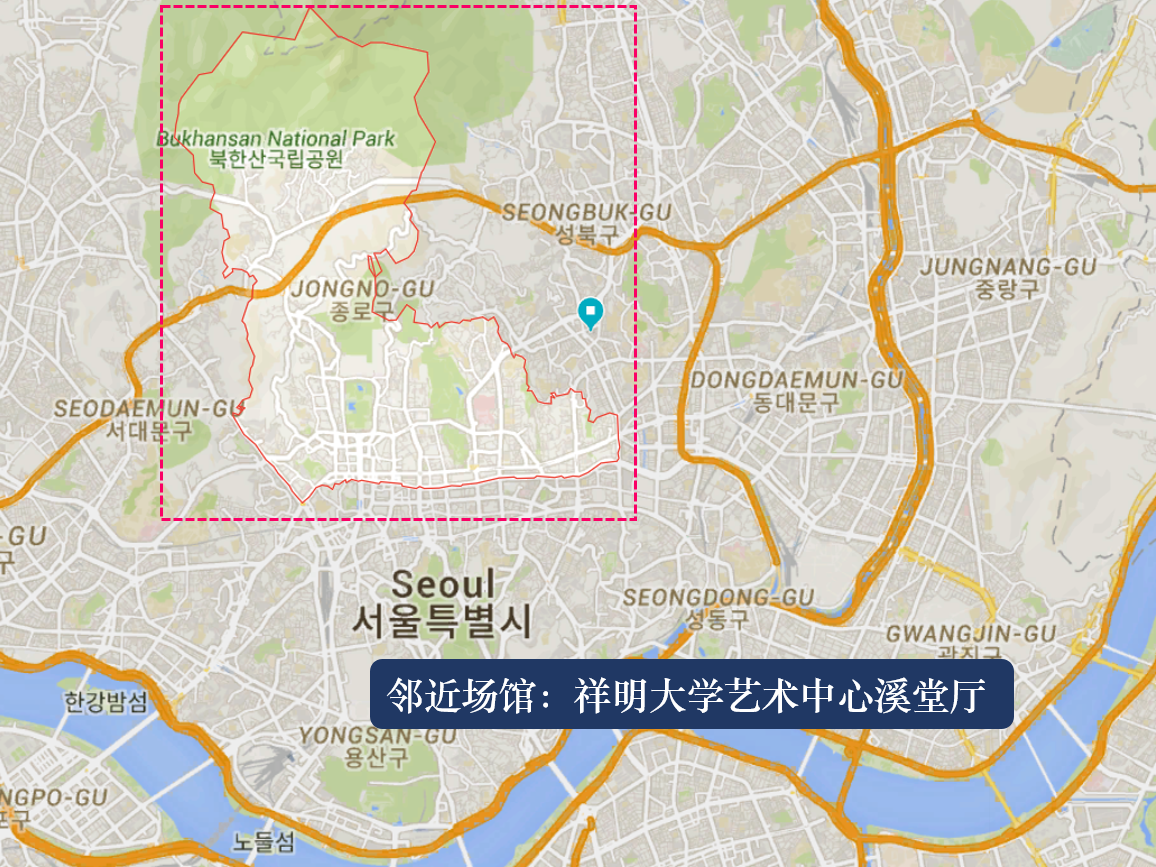 Bukhansan National Park
북한산국립공원
SEONGBUK-GU
성북구
JUNGNANG-GU
중랑구
JONGNO-GU
종로구
DONGDAEMUN-GU
동대문구
SEODAEMUN-GU
서대문구
-GU
구
Seoul
서울특별시
SEONGDONG-GU
성동구
GWANGJIN-GU
광진구
邻近场馆：祥明大学艺术中心溪堂厅
한강밤섬
YONGSAN-GU
용산구
NGPO-GU
포구
노들섬